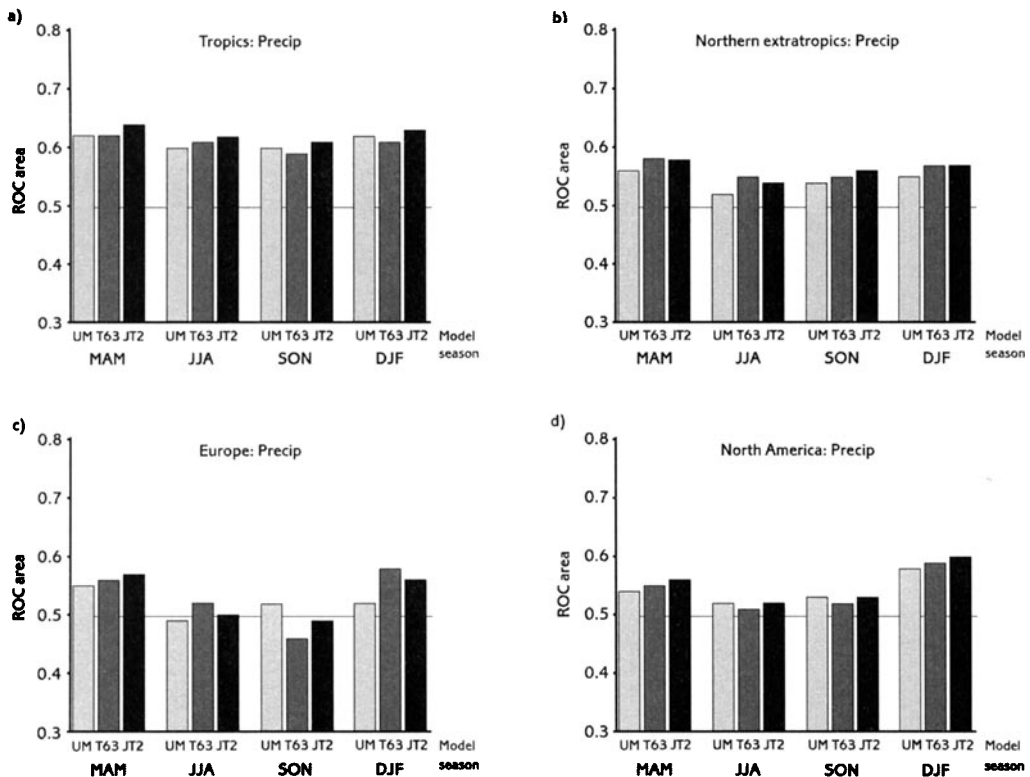 a)
Tropics: Precip
ROC area
0.8
0.7
0.6
0.5
0.4
0.3
UM T63 JT2 UM T63 JT2 UM T63 JT2 UM T63 JT2 Model
MAM JJA SON DJF season
b)
Northern extratropics: Precip
ROC area
0.8
0.7
0.6
0.5
0.4
0.3
UM T63 JT2 UM T63 JT2 UM T63 JT2 UM T63 JT2 Model
MAM JJA SON DJF season
c)
Europe: Precip
ROC area
0.8
0.7
0.6
0.5
0.4
0.3
UM T63 JT2 UM T63 JT2 UM T63 JT2 UM T63 JT2 Model
MAM JJA SON DJF season
d)
North America: Precip
ROC area
0.8
0.7
0.6
0.5
0.4
0.3
UM T63 JT2 UM T63 JT2 UM T63 JT2 UM T63 JT2 Model
MAM JJA SON DJF season